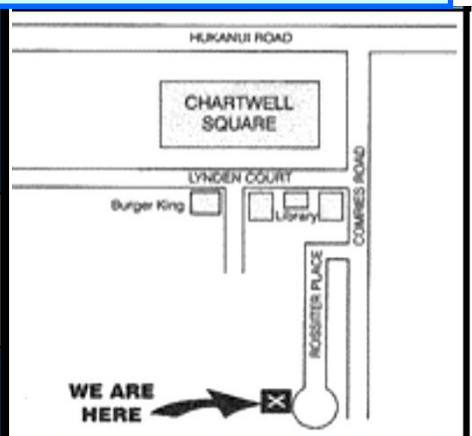 HUKANUI ROAD
CHARTWELL
SQUARE
LYNDEN COURT
Burger King
Library
COMRIES ROAD
ROSSITER PLACE
WE ARE
HERE
X